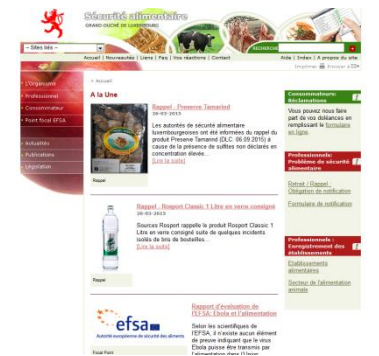 Sécurité alimentaire
GRAND-DUCHÉ DE LUXEMBOURG
-- Sites liés --
RECHERCHE
Accueil | Nouveautés | Liens | Faq | Vos réactions | Contact
Aide | Index | A propos du site
Imprimer Envoyer
L'Organisme
Professionnel
Consommateur
Point focal EFSA
Actualités
Publications
Législation
> Accueil
A la Une
Rappel : Preserve Tamarind
30-03-2015
Les autorités de sécurité alimentaire
luxembourgeoises ont été informées du rappel du
produit Preserve Tamarind (DLC: 06.09.2015) à
cause de la présence de sulfites non déclarés en
concentration élevée...
[Lire la suite]
Rappel
Rappel : Rosport Classic 1 Litre en verre consigné
30-03-2015
Sources Rosport rappelle le produit Rosport Classic 1
Litre en verre consigné suite de quelques incidents
isolés de bris de bouteilles...
[Lire la suite]
Rappel
efsa
Autorité européenne de sécurité des aliments
Focal Point
Rapport d'évaluation de
l'EFSA: Ebola et l'alimentation
Selon les scientifiques de
l'EFSA, il n'existe aucun élément
de preuve indiquant que le virus
Ebola puisse être transmis par
l'alimentation dans l'Union
Consommateurs:
Réclamations
Vous pouvez nous faire
part de vos doléances en
remplissant le formulaire
en ligne.
Professionnels:
Problème de sécurité
alimentaire
Retrait / Rappel :
Obligation de notification
Formulaire de notification
Professionnels :
Enregistrement des
établissements
Etablissements
alimentaires
Secteur de l'alimentation
animale